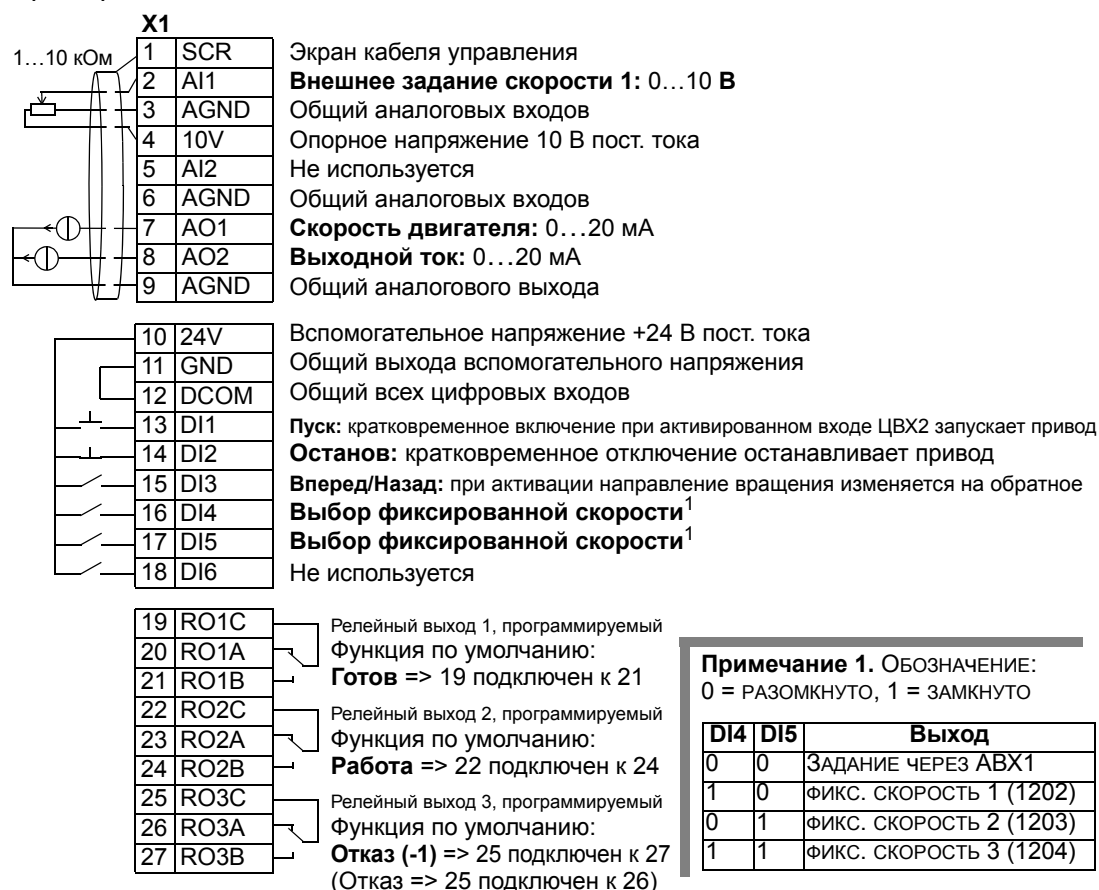 X1
1…10 кОм
1 SCR Экран кабеля управления
2 AI1 Внешнее задание скорости 1: 0…10 В
3 AGND Общий аналоговых входов
4 10V Опорное напряжение 10 В пост. тока
5 AI2 Не используется
6 AGND Общий аналоговых входов
7 AO1 Скорость двигателя: 0…20 мА
8 AO2 Выходной ток: 0…20 мА
9 AGND Общий аналогового выхода
10 24V Вспомогательное напряжение +24 В пост. тока
11 GND Общий выхода вспомогательного напряжения
12 DCOM Общий всех цифровых входов
13 DI1 Пуск: кратковременное включение при активированном входе ЦВХ2 запускает привод
14 DI2 Останов: кратковременное отключение останавливает привод
15 DI3 Вперед/Назад: при активации направление вращения изменяется на обратное
16 DI4 Выбор фиксированной скорости1
17 DI5 Выбор фиксированной скорости1
18 DI6 Не используется
19 RO1C Релейный выход 1, программируемый
20 RO1A Функция по умолчанию:
21 RO1B Готов => 19 подключен к 21
22 RO2C Релейный выход 2, программируемый
23 RO2A Функция по умолчанию:
24 RO2B Работа => 22 подключен к 24
25 RO3C Релейный выход 3, программируемый
26 RO3A Функция по умолчанию:
27 RO3B Отказ (-1) => 25 подключен к 27
(Отказ => 25 подключен к 26)
Примечание 1. Обозначение:
0 = разомкнуто, 1 = замкнуто
DI4 DI5 Выход
0 0 Задание через АВХ1
1 0 фикс. скорость 1 (1202)
0 1 фикс. скорость 2 (1203)
1 1 фикс. скорость 3 (1204)